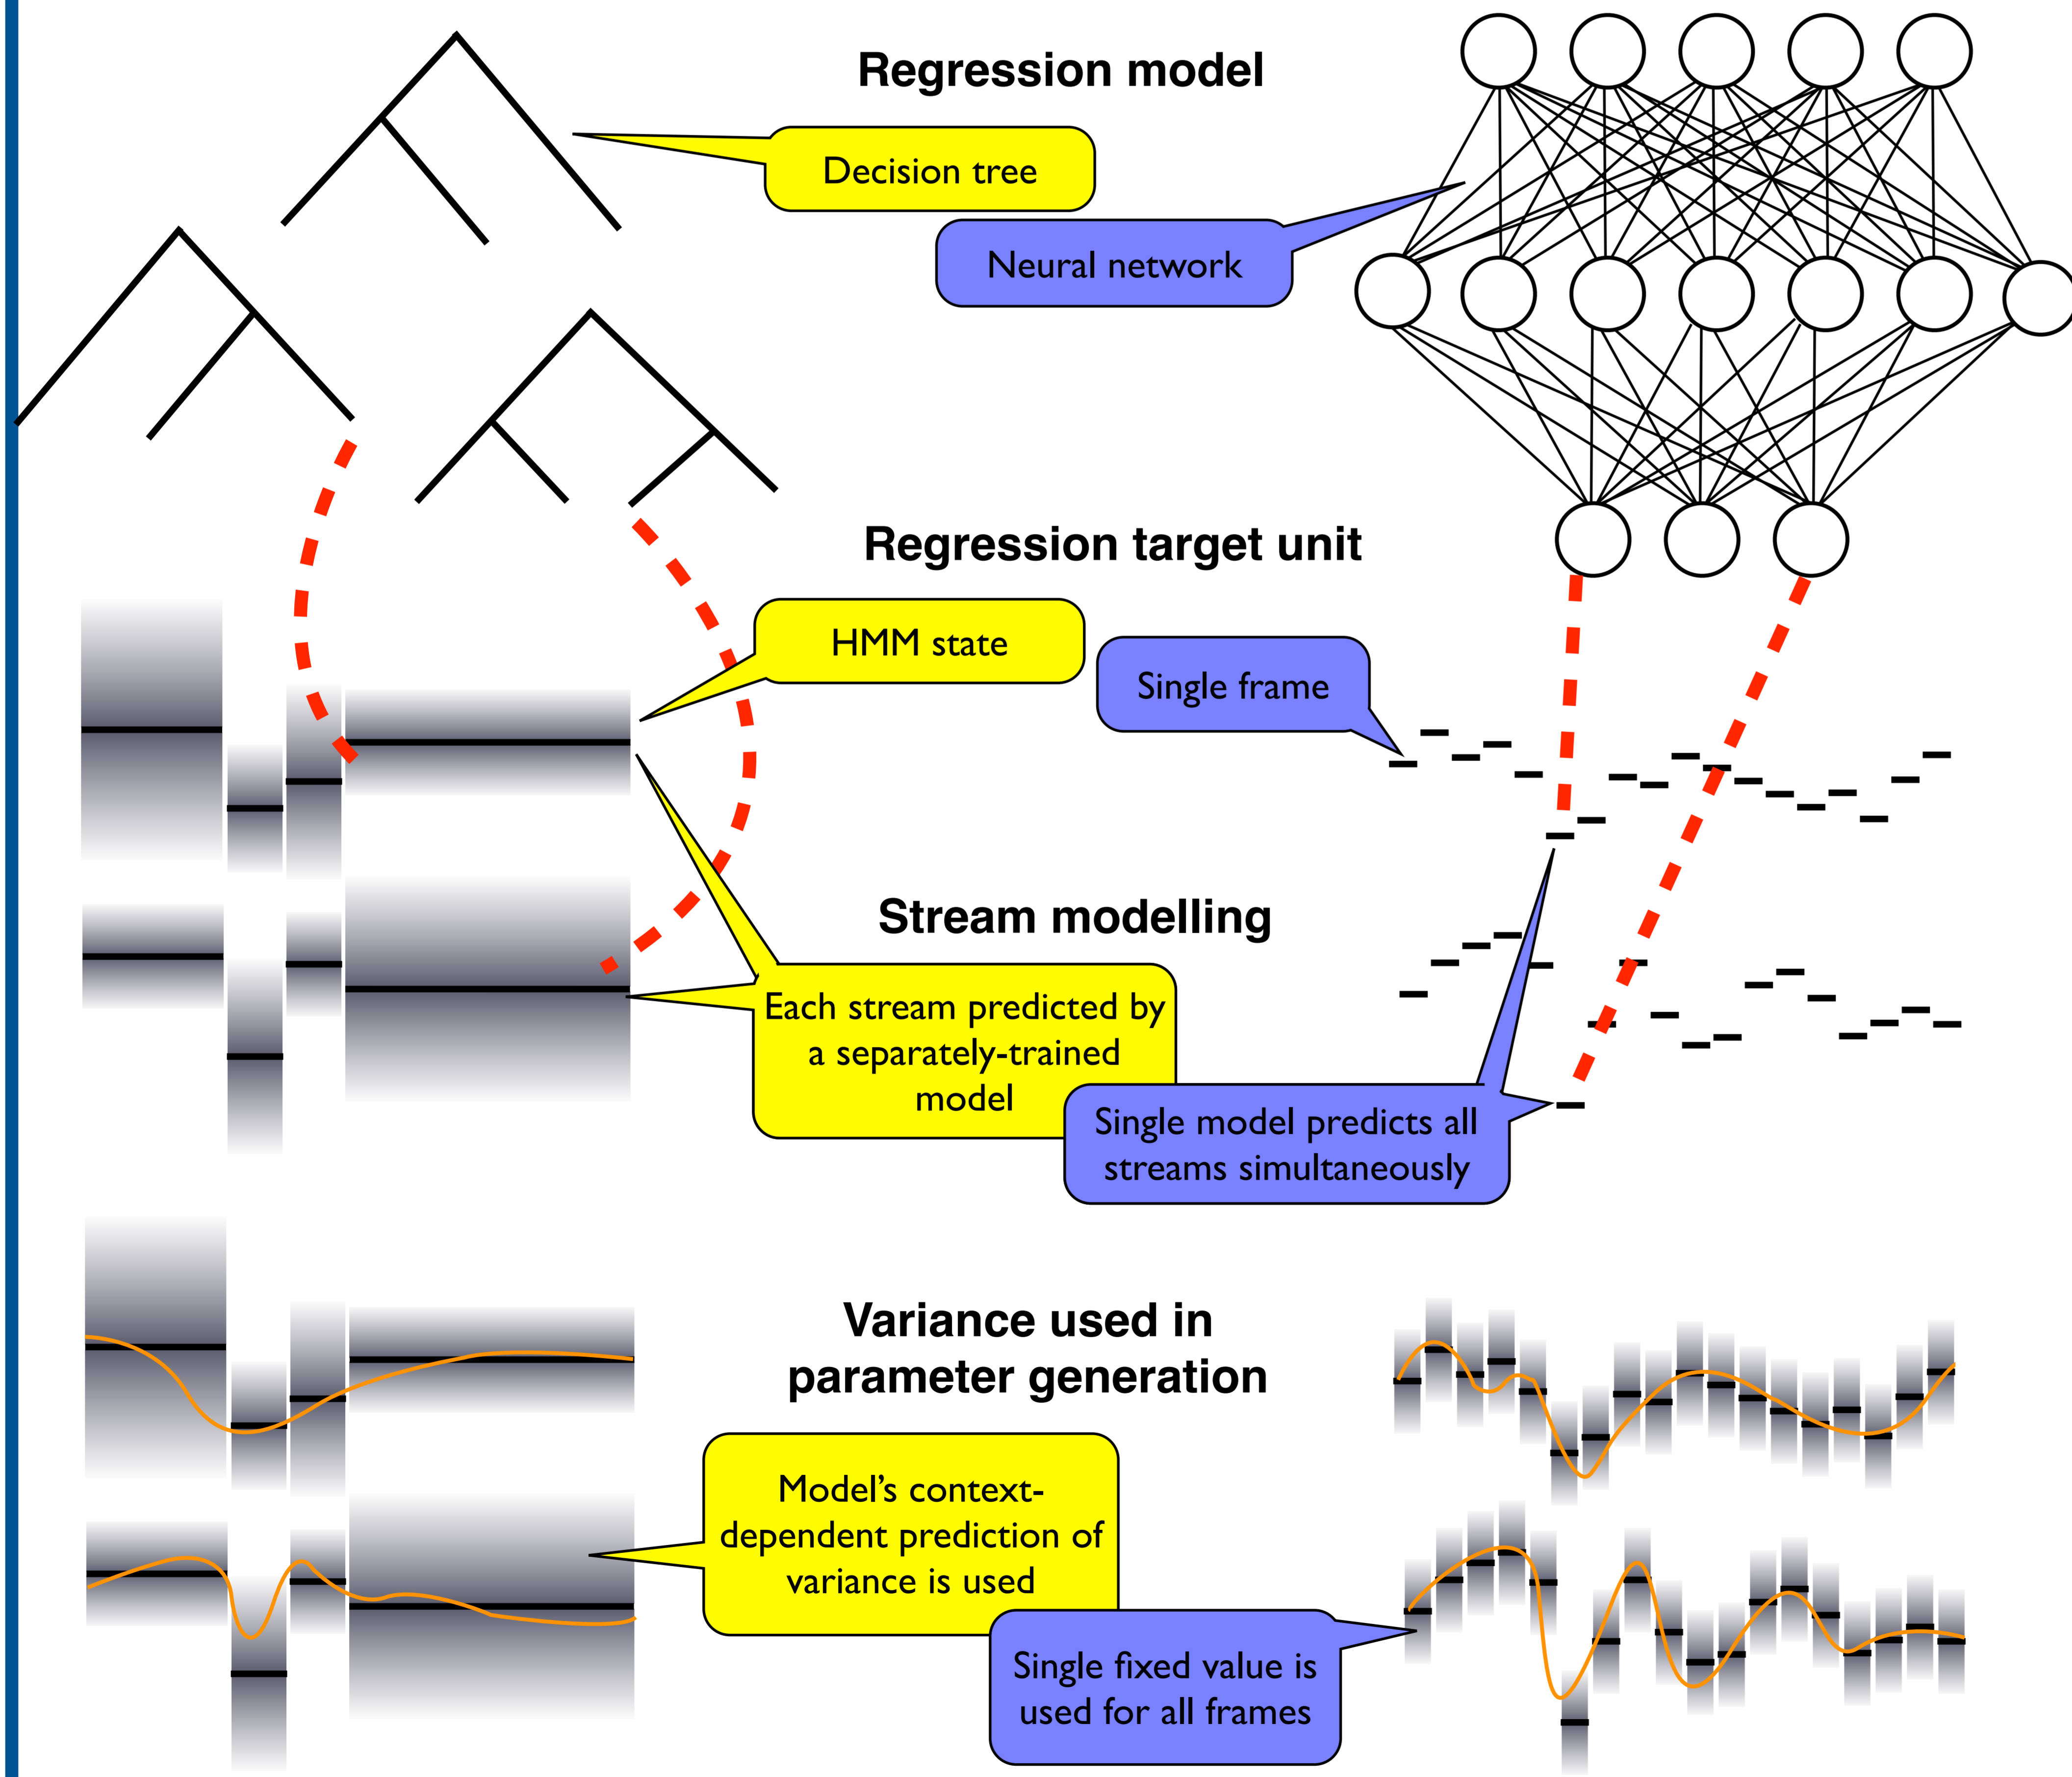 Regression model
Decision tree
Neural network
Regression target unit
HMM state
Single frame
Stream modelling
Each stream predicted by
a separately-trained
model
Single model predicts all
streams simultaneously
Variance used in
parameter generation
Model’s context-
dependent prediction of
variance is used
Single fixed value is
used for all frames